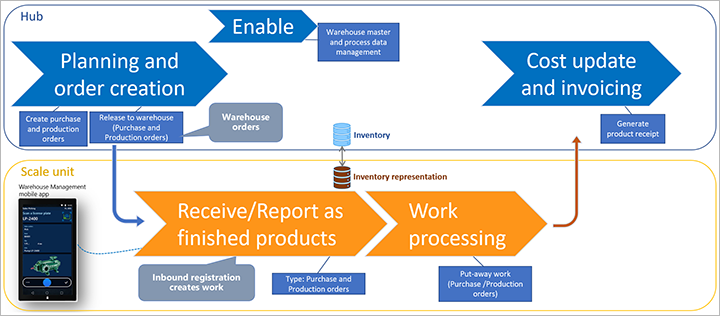 Hub
Enable
Warehouse master
and process data
management
Planning and
order creation
Cost update
and invoicing
Create purchase
and production
orders
Release to warehouse
(Purchase and
Production orders)
Warehouse
orders
Generate
product receipt
Inventory
Scale unit
Inventory representation
Warehouse Management
mobile app
Scan a license plate
LP-2400
Receive/Report as
finished products
Work
processing
Inbound registration
creates work
Type: Purchase and
Production orders
Put-away work
(Purchase /Production
orders)